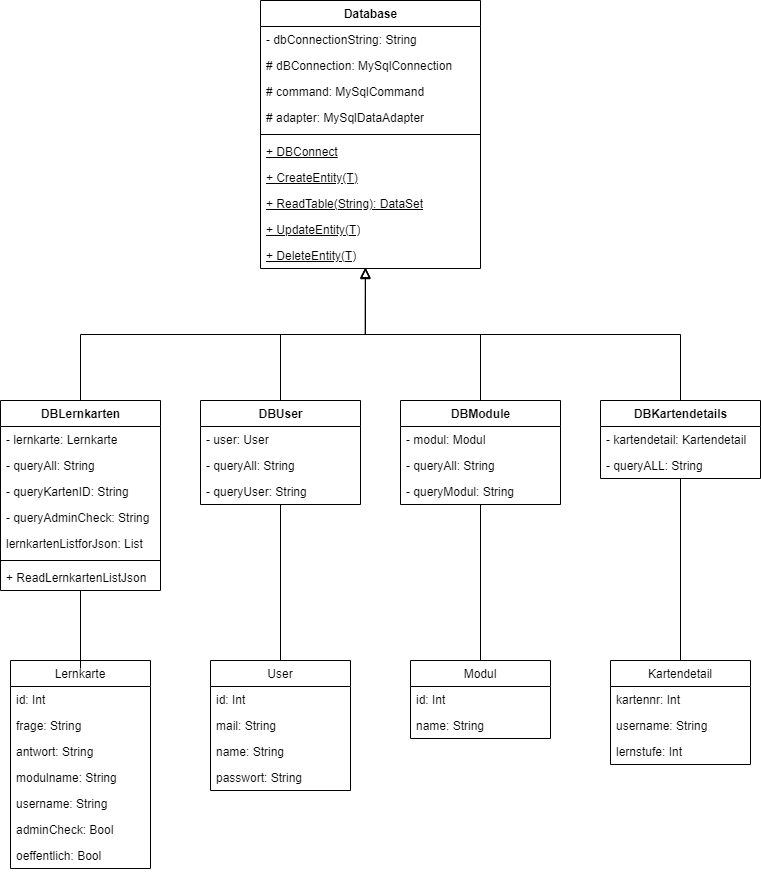 Database
- dbConnectionString: String
# dBConnection: MySqlConnection
# command: MySqlCommand
# adapter: MySqlDataAdapter
+ DBConnect
+ CreateEntity(T)
+ ReadTable(String): DataSet
+ UpdateEntity(T)
+ DeleteEntity(T)
DBLernkarten
- lernkarte: Lernkarte
- queryAll: String
- queryKartenID: String
- queryAdminCheck: String
lernkartenListforJson: List
+ ReadLernkartenListJson
DBUser
- user: User
- queryAll: String
- queryUser: String
DBModule
- modul: Modul
- queryAll: String
- queryModul: String
DBKartendetails
- kartendetail: Kartendetail
- queryALL: String
Lernkarte
id: Int
frage: String
antwort: String
modulname: String
username: String
adminCheck: Bool
oeffentlich: Bool
User
id: Int
mail: String
name: String
passwort: String
Modul
id: Int
name: String
Kartendetail
kartennr: Int
username: String
lernstufe: Int